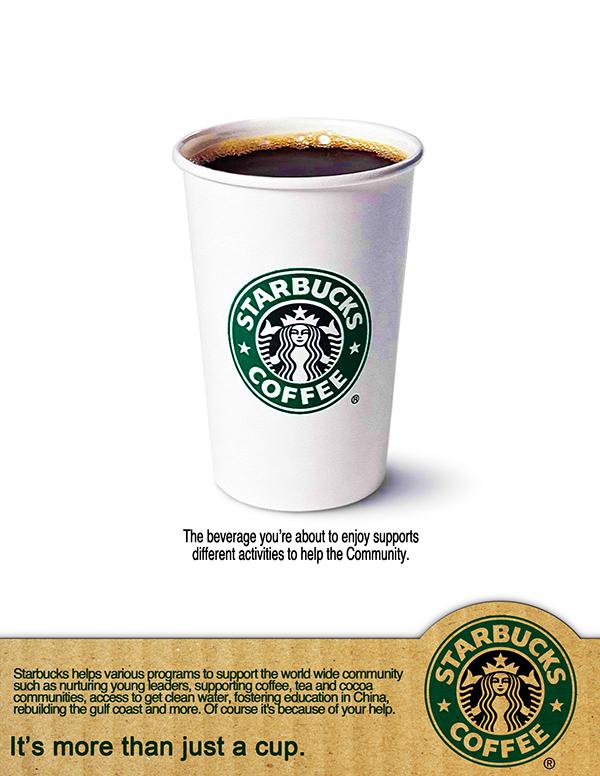 STARBUCKS
COFFEE
®
The beverage you're about to enjoy supports
different activities to help the Community.
Starbucks helps various programs to support the world wide community
such as nurturing young leaders, supporting coffee, tea and cocoa
communities, access to get clean water, fostering education in China,
rebuilding the gulf coast and more. Of course it's because of your help.
It's more than just a cup.
STARBUCKS
COFFEE
®